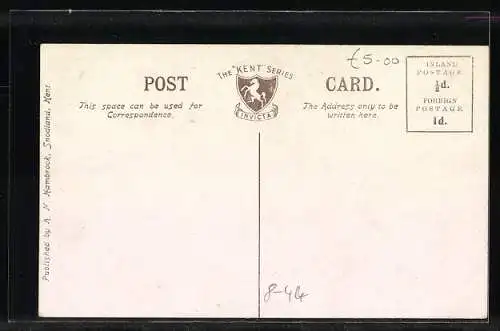 £5-00
THE "KENT" SERIES
INVICTA
POST CARD.
This space can be used for
Correspondence.
The Address only to be
written here.
INLAND
POSTAGE
½d.
FOREIGN
POSTAGE
1d.
Published by A. N. Hambrook, Snodland, Kent.
8-44